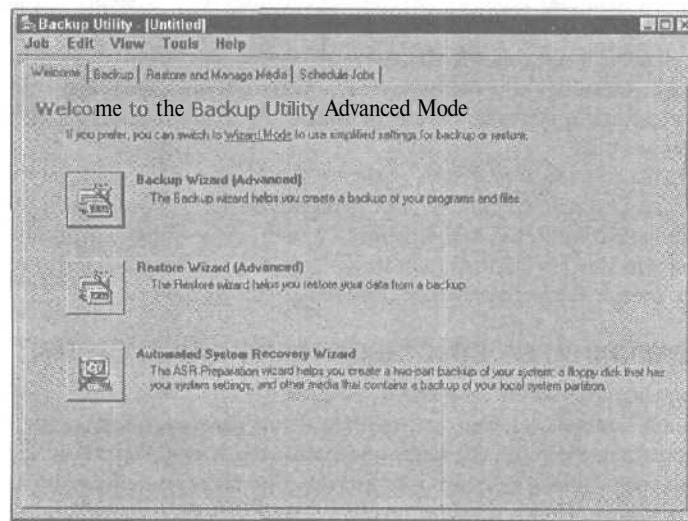 Backup Utility - [Untitled]
Job Edit View Tools Help
Welcome Backup Restore and Manage Media Schedule Jobs
Welcome to the Backup Utility Advanced Mode
If you prefer, you can switch to Wizard Mode to use simplified settings for backup or restore.
Backup Wizard (Advanced)
The Backup wizard helps you create a backup of your programs and files.
Restore Wizard (Advanced)
The Restore wizard helps you restore your data from a backup.
Automated System Recovery Wizard
The ASR Preparation wizard helps you create a two-part backup of your system: a floppy disk that has
your system settings, and other media that contains a backup of your local system partition.